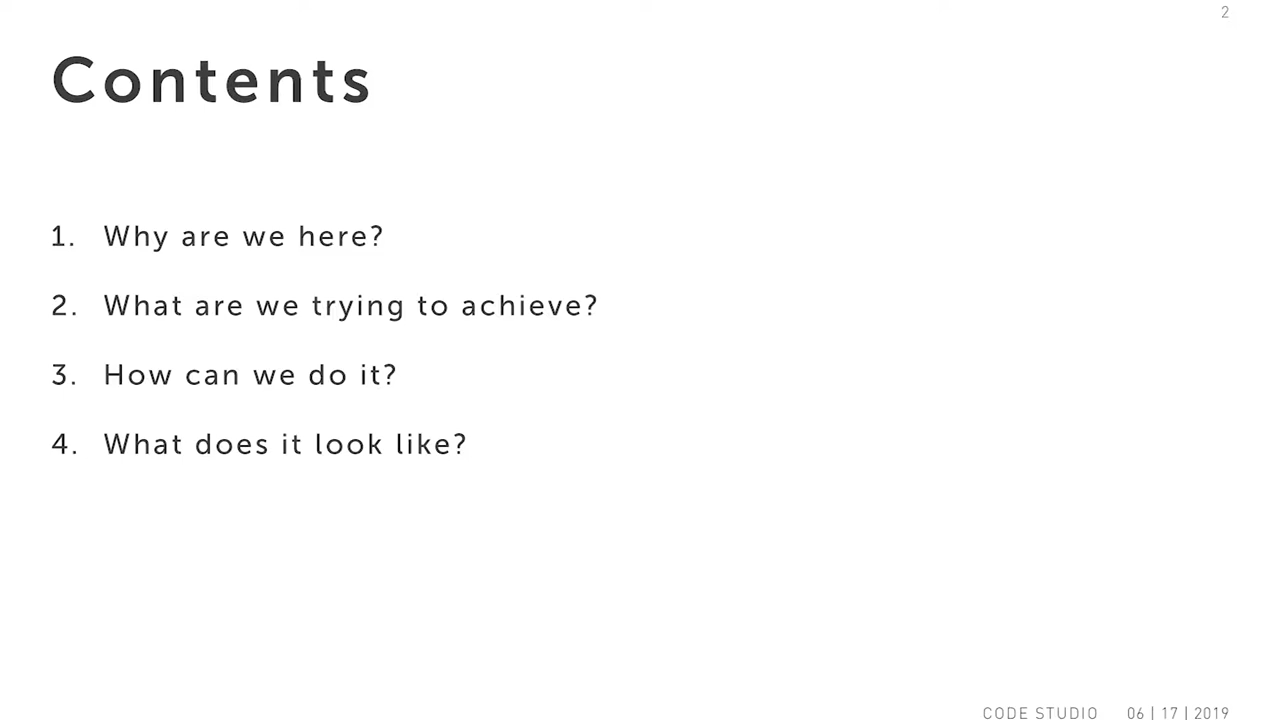 2
Contents
1. Why are we here?
2. What are we trying to achieve?
3. How can we do it?
4. What does it look like?
CODE STUDIO 06 | 17 | 2019